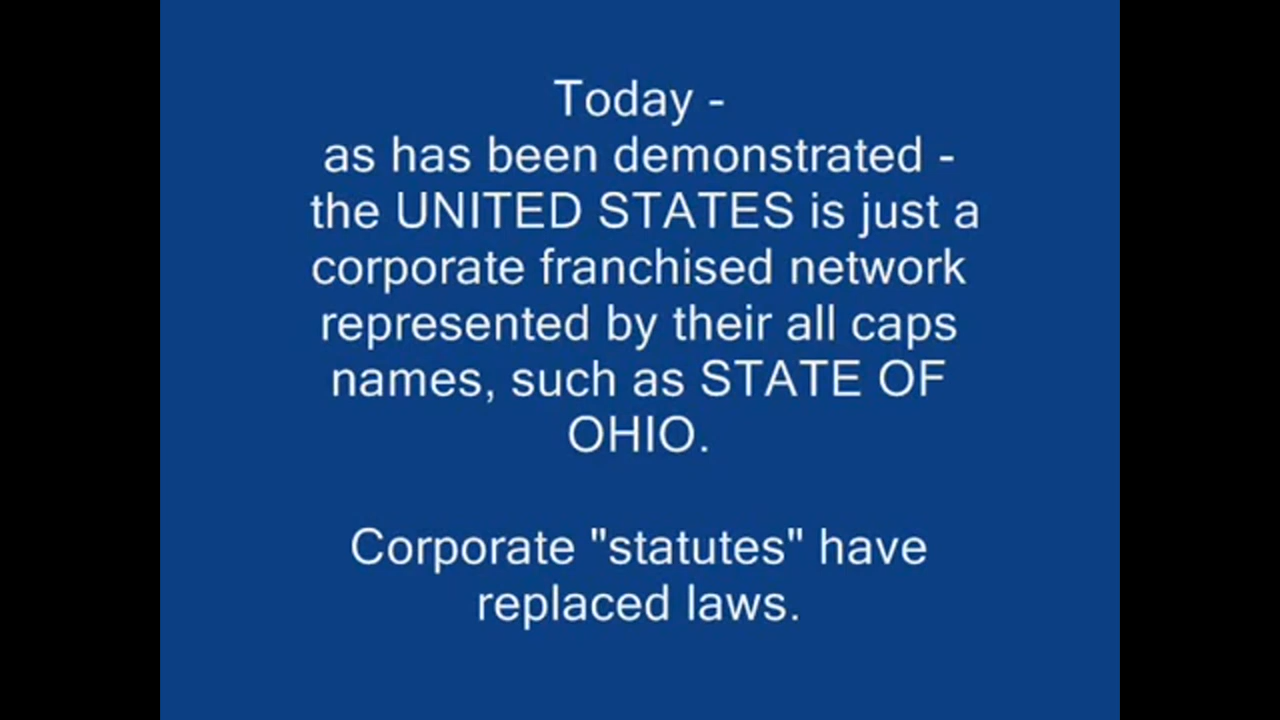 Today -
as has been demonstrated -
the UNITED STATES is just a
corporate franchised network
represented by their all caps
names, such as STATE OF
OHIO.
Corporate "statutes" have
replaced laws.